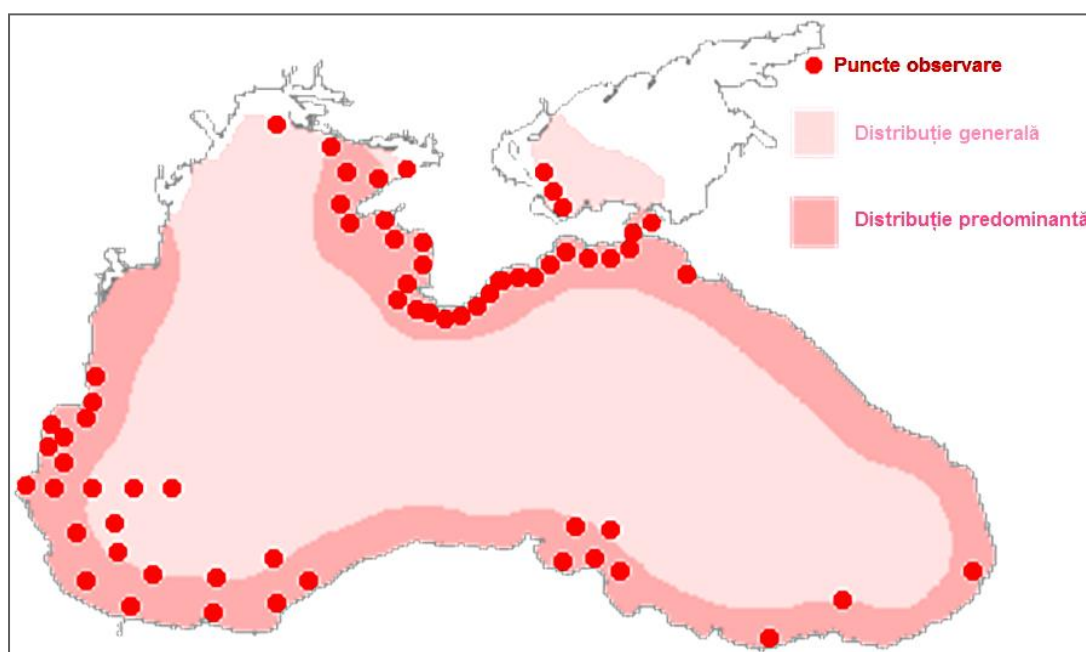 Puncte observare
Distribuție generală
Distribuție predominantă